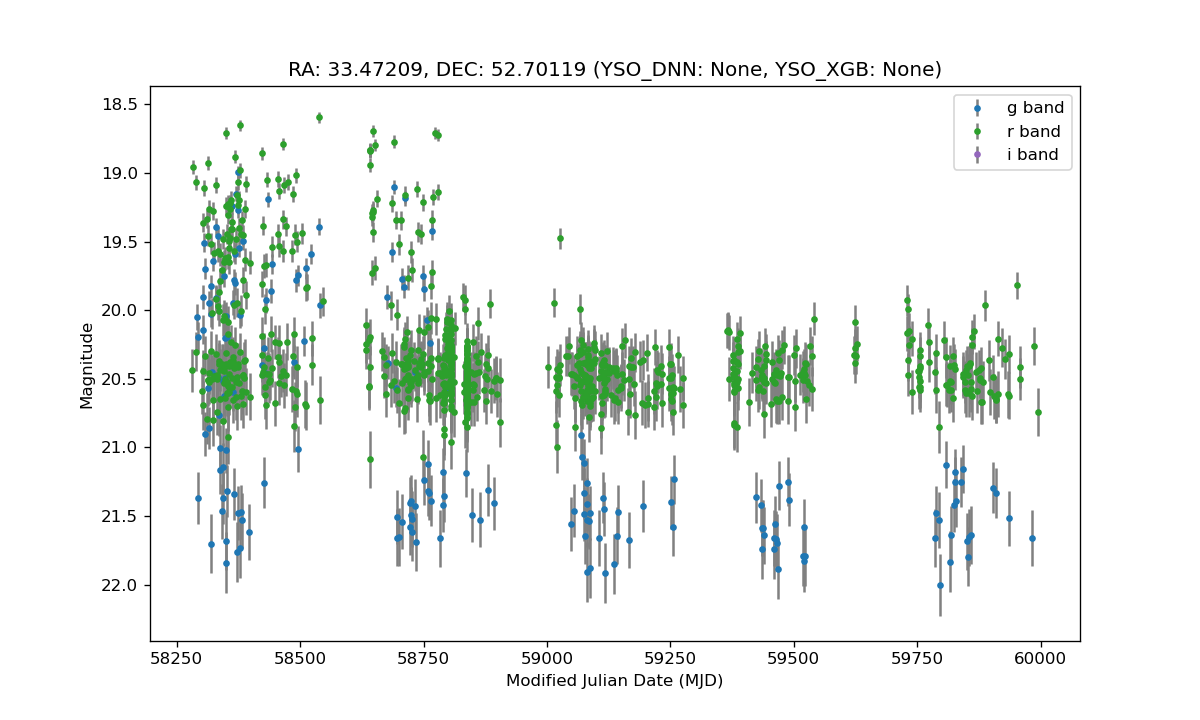 RA: 33.47209, DEC: 52.70119 (YSO_DNN: None, YSO_XGB: None)
g band
r band
i band
18.5
19.0
19.5
20.0
20.5
21.0
21.5
22.0
Magnitude
58250 58500 58750 59000 59250 59500 59750 60000
Modified Julian Date (MJD)